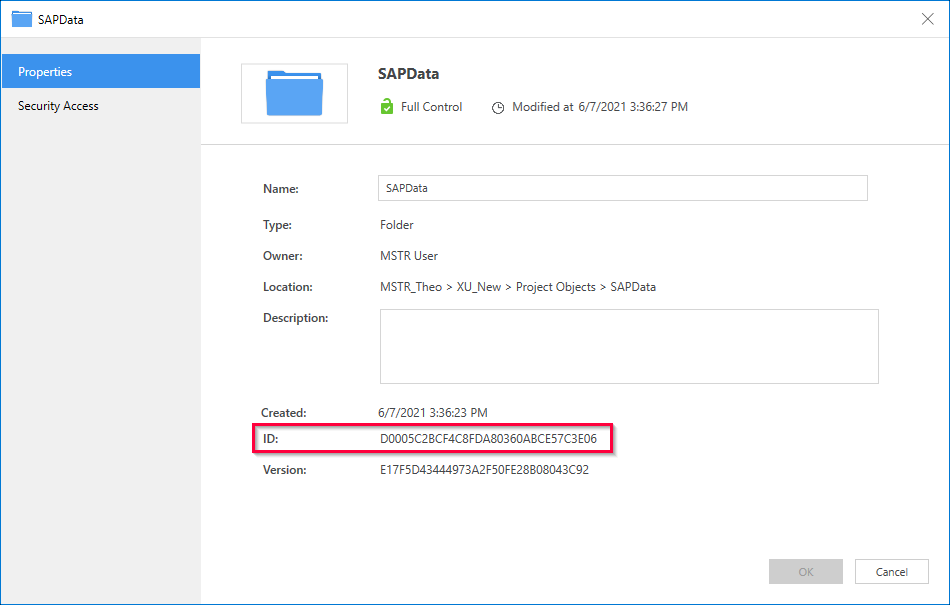 SAPData
Properties
Security Access
SAPData
Full Control Modified at 6/7/2021 3:36:27 PM
Name: SAPData
Type: Folder
Owner: MSTR User
Location: MSTR_Theo > XU_New > Project Objects > SAPData
Description:
Created: 6/7/2021 3:36:23 PM
ID: D0005C2BCF4C8FDA80360ABCE57C3E06
Version: E17F5D43444973A2F50FE28B08043C92
OK Cancel